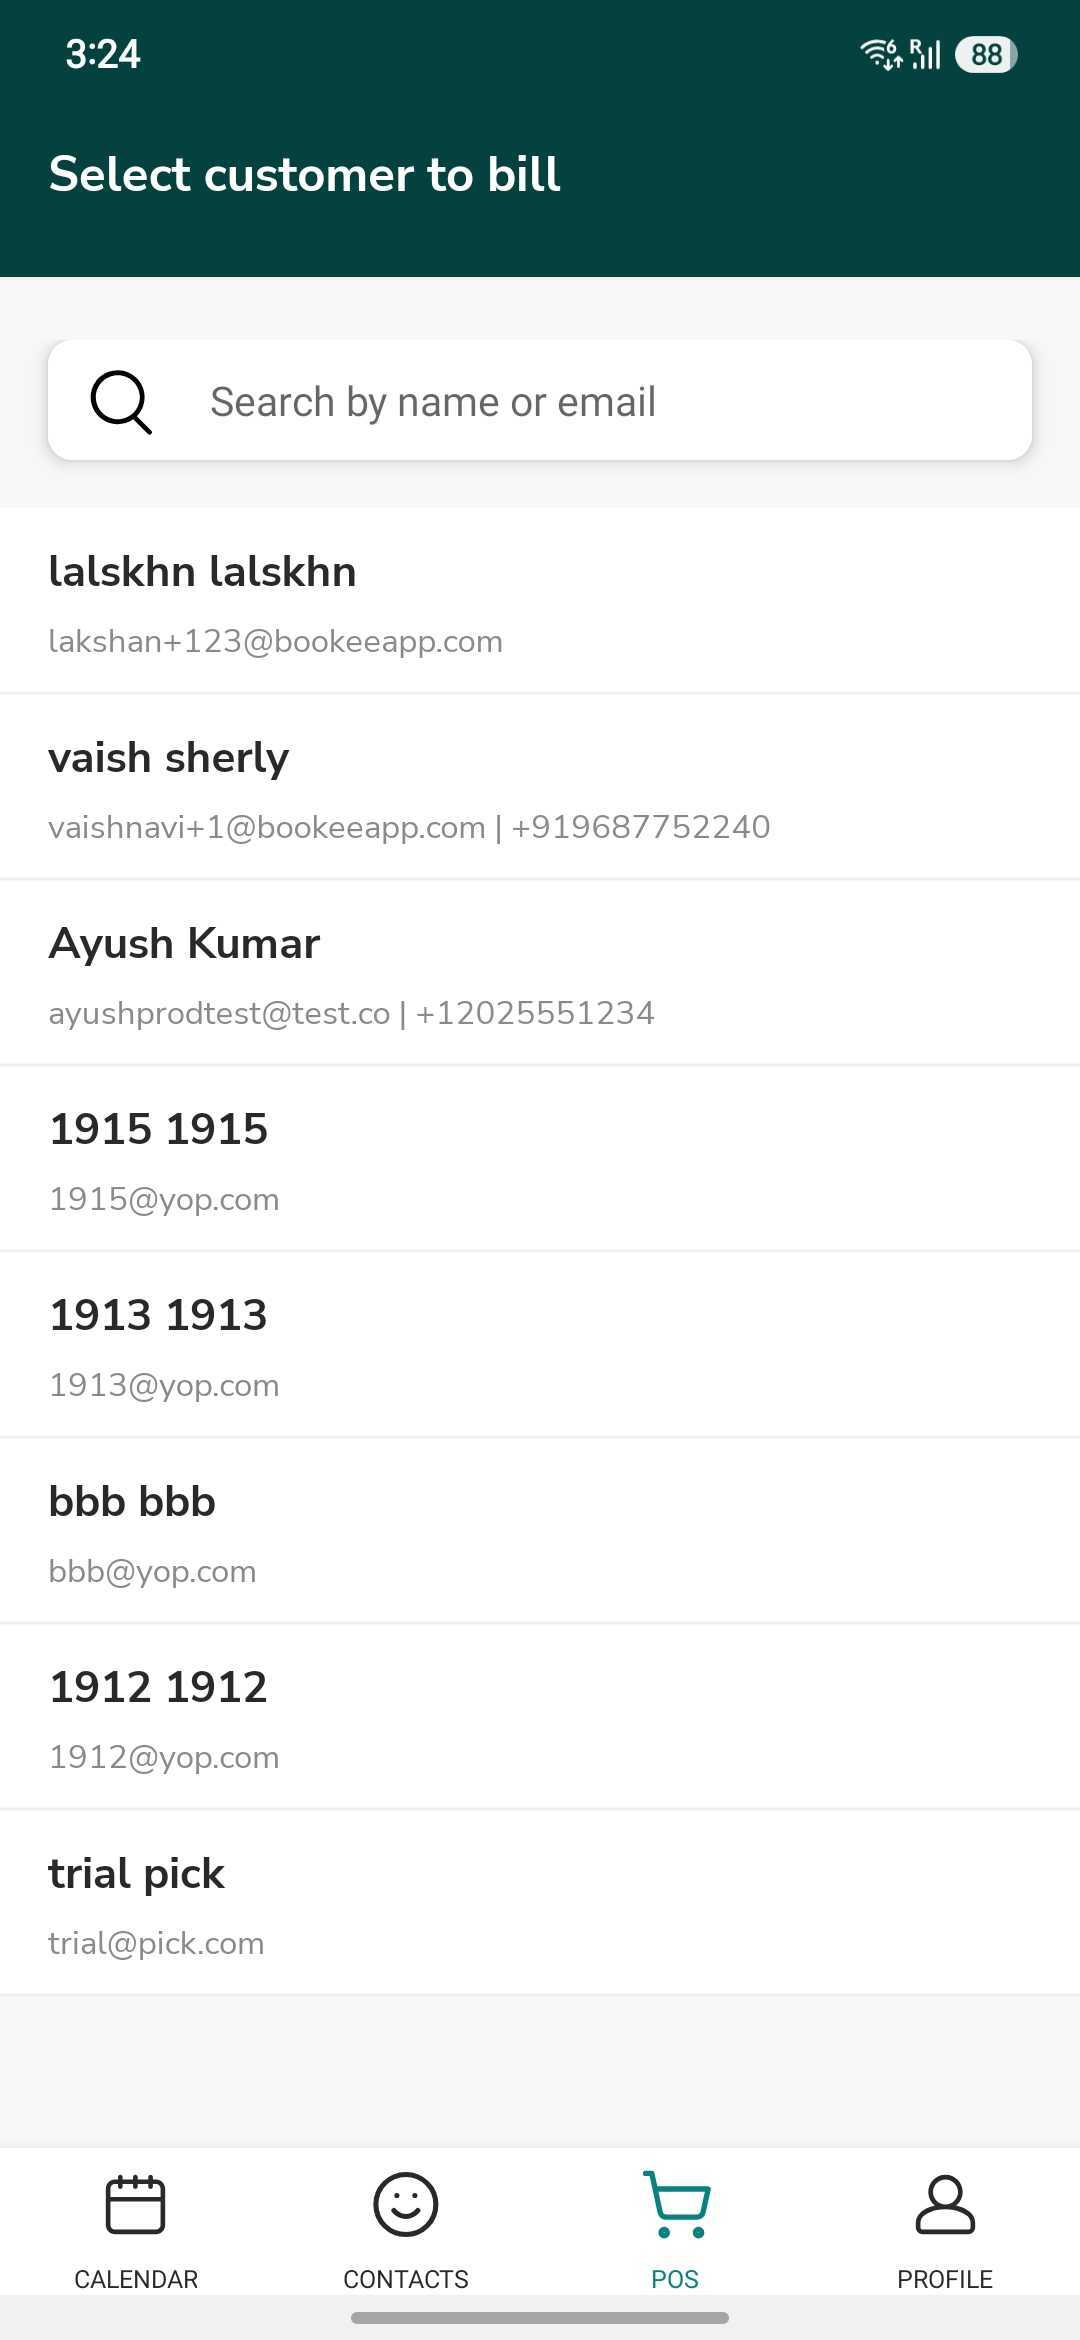 3:24
6 R 88
Select customer to bill
Search by name or email
lalskhn lalskhn
lakshan+123@bookeeapp.com
vaish sherly
vaishnavi+1@bookeeapp.com | +919687752240
Ayush Kumar
ayushprodtest@test.co | +12025551234
1915 1915
1915@yop.com
1913 1913
1913@yop.com
bbb bbb
bbb@yop.com
1912 1912
1912@yop.com
trial pick
trial@pick.com
CALENDAR CONTACTS POS PROFILE